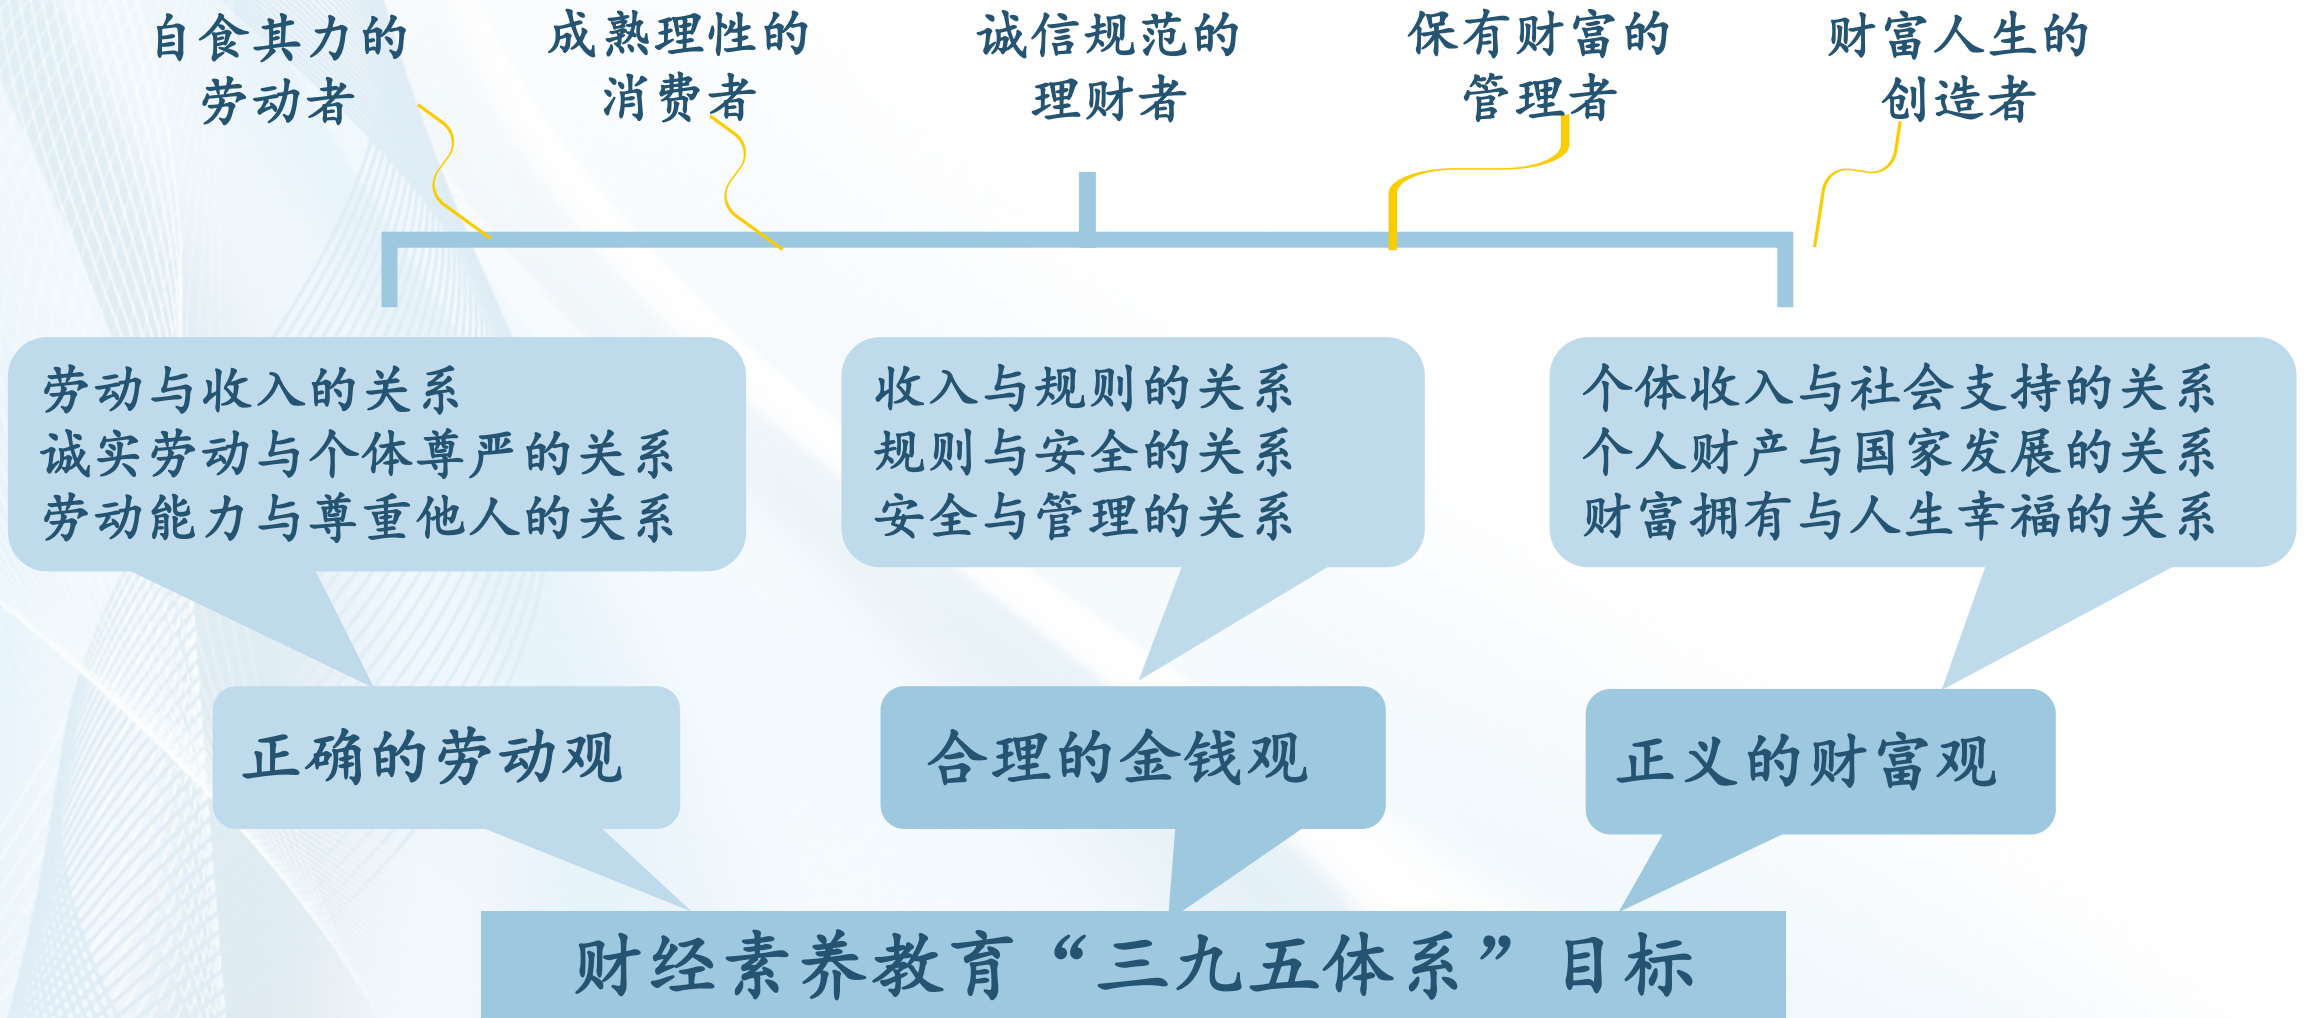 自食其力的
劳动者
成熟理性的
消费者
诚信规范的
理财者
保有财富的
管理者
财富人生的
创造者
劳动与收入的关系
诚实劳动与个体尊严的关系
劳动能力与尊重他人的关系
收入与规则的关系
规则与安全的关系
安全与管理的关系
个体收入与社会支持的关系
个人财产与国家发展的关系
财富拥有与人生幸福的关系
正确的劳动观
合理的金钱观
正义的财富观
财经素养教育“三九五体系”目标